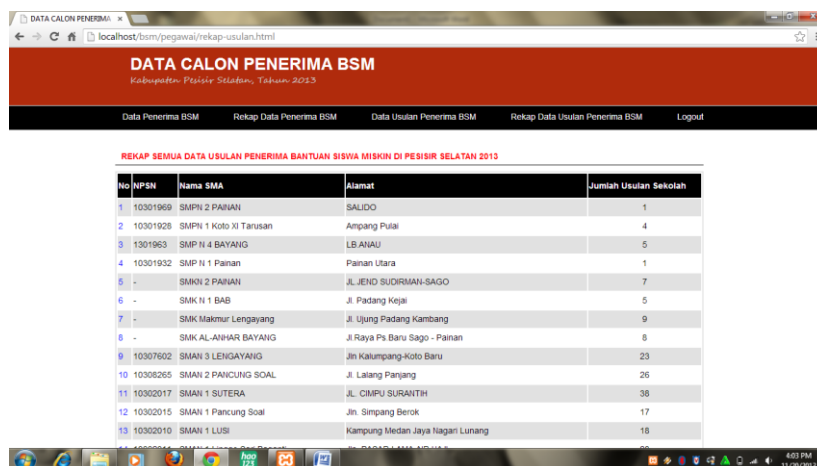 DATA CALON PENERIMA
localhost/bsm/pegawai/rekap-usulan.html
DATA CALON PENERIMA BSM
Kabupaten Pesisir Selatan, Tahun 2013
Data Penerima BSM Rekap Data Penerima BSM Data Usulan Penerima BSM Rekap Data Usulan Penerima BSM Logout
REKAP SEMUA DATA USULAN PENERIMA BANTUAN SISWA MISKIN DI PESISIR SELATAN 2013
No NPSN Nama SMA Alamat Jumlah Usulan Sekolah
1 10301969 SMPN 2 PAINAN SALIDO 1
2 10301928 SMPN 1 Koto XI Tarusan Ampang Pulai 4
3 1301963 SMP N 4 BAYANG LB.ANAU 5
4 10301932 SMP N 1 Painan Painan Utara 1
5 - SMKN 2 PAINAN JL.JEND SUDIRMAN-SAGO 7
6 - SMK N 1 BAB Jl. Padang Kejai 5
7 - SMK Makmur Lengayang Jl. Ujung Padang Kambang 9
8 - SMK AL-ANHAR BAYANG Jl.Raya Ps.Baru Sago - Painan 8
9 10307602 SMAN 3 LENGAYANG Jln Kalumpang-Koto Baru 23
10 10308265 SMAN 2 PANCUNG SOAL Jl. Lalang Panjang 26
11 10302017 SMAN 1 SUTERA JL. CIMPU SURANTIH 38
12 10302015 SMAN 1 Pancung Soal Jln. Simpang Berok 17
13 10302010 SMAN 1 LUSI Kampung Medan Jaya Nagari Lunang 18
hao
123
4:03 PM